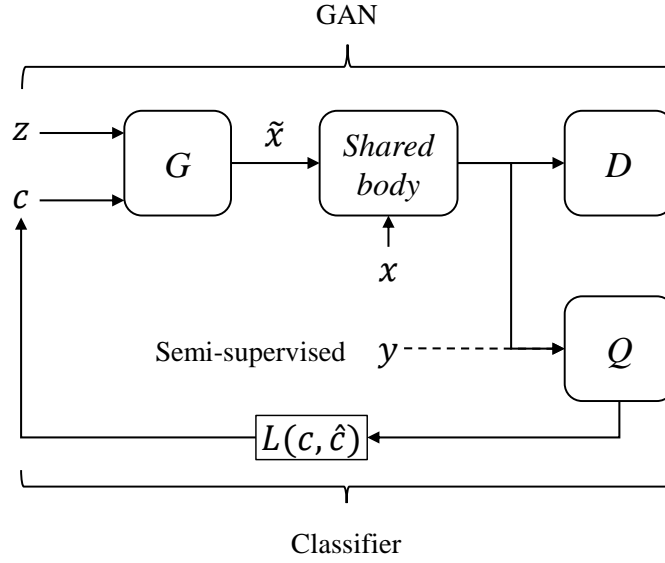 GAN
z
x̃
G
Shared
body
D
c
x
Semi-supervised
y
Q
L(c, ĉ)
Classifier